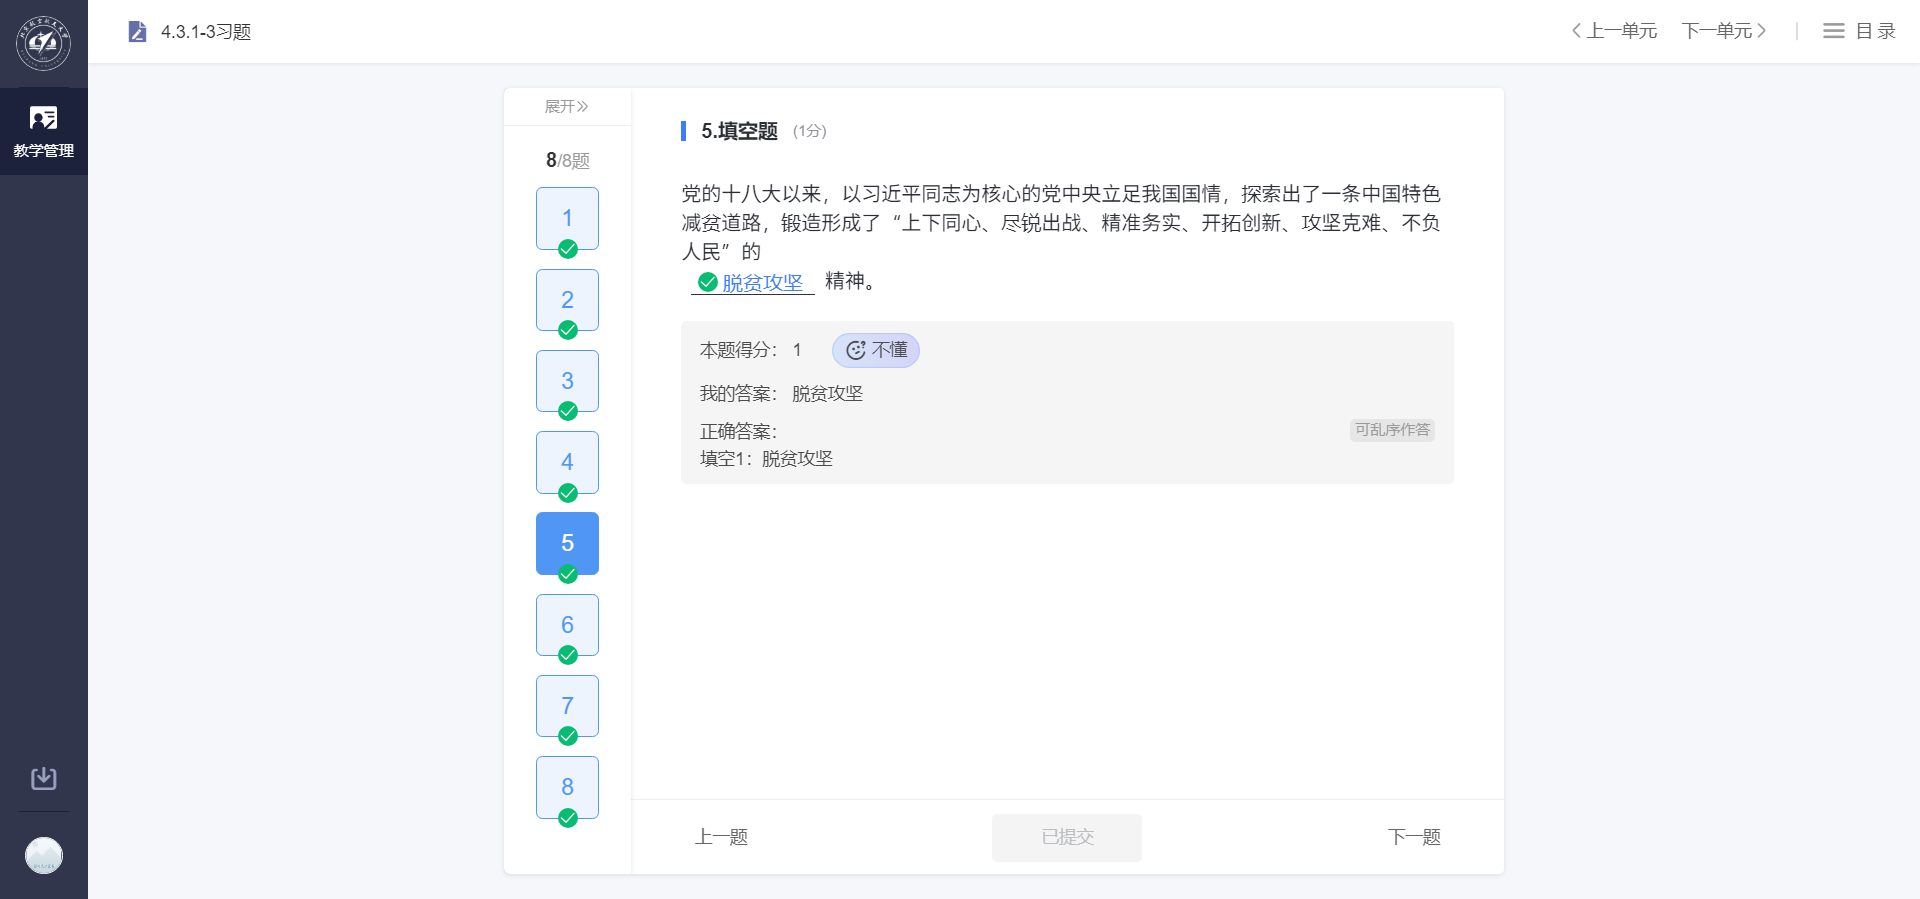 4.3.1-3习题
上一单元 下一单元 目录
教学管理
展开
8/8题
1
2
3
4
5
6
7
8
5.填空题 (1分)
党的十八大以来，以习近平同志为核心的党中央立足我国国情，探索出了一条中国特色
减贫道路，锻造形成了“上下同心、尽锐出战、精准务实、开拓创新、攻坚克难、不负
人民”的
脱贫攻坚 精神。
本题得分： 1 不懂
我的答案： 脱贫攻坚
正确答案： 可乱序作答
填空1： 脱贫攻坚
上一题 已提交 下一题